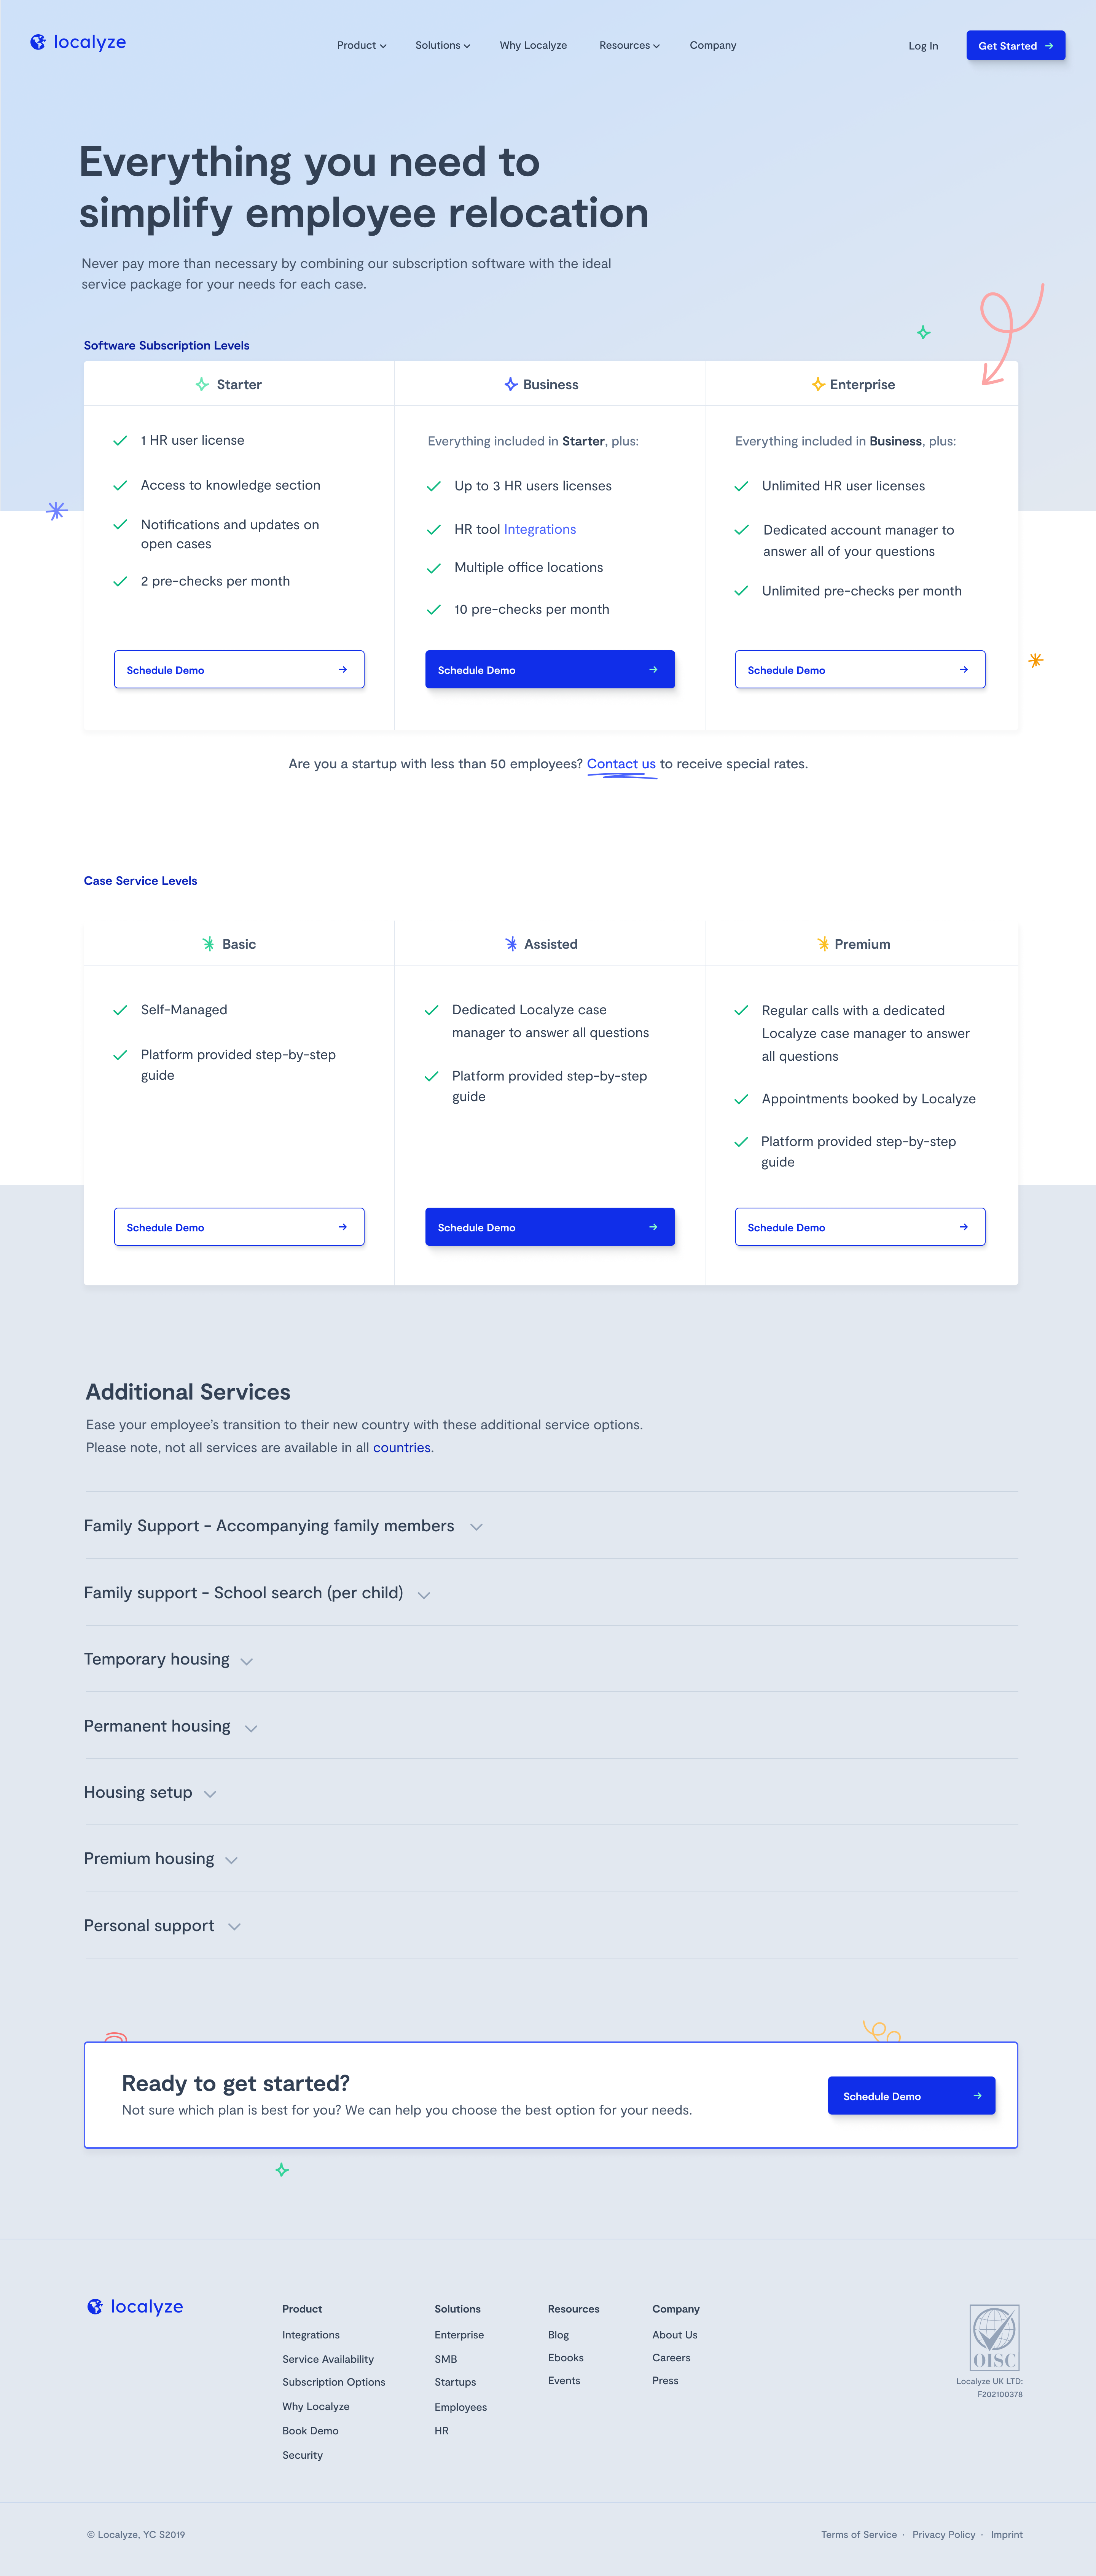 localyze
Product
Solutions
Why Localyze
Resources
Company
Log In
Get Started
Everything you need to
simplify employee relocation
Never pay more than necessary by combining our subscription software with the ideal
service package for your needs for each case.
Software Subscription Levels
Starter
1 HR user license
Access to knowledge section
Notifications and updates on
open cases
2 pre-checks per month
Schedule Demo
Business
Everything included in Starter, plus:
Up to 3 HR users licenses
HR tool Integrations
Multiple office locations
10 pre-checks per month
Schedule Demo
Enterprise
Everything included in Business, plus:
Unlimited HR user licenses
Dedicated account manager to
answer all of your questions
Unlimited pre-checks per month
Schedule Demo
Are you a startup with less than 50 employees? Contact us to receive special rates.
Case Service Levels
Basic
Self-Managed
Platform provided step-by-step
guide
Schedule Demo
Assisted
Dedicated Localyze case
manager to answer all questions
Platform provided step-by-step
guide
Schedule Demo
Premium
Regular calls with a dedicated
Localyze case manager to answer
all questions
Appointments booked by Localyze
Platform provided step-by-step
guide
Schedule Demo
Additional Services
Ease your employee's transition to their new country with these additional service options.
Please note, not all services are available in all countries.
Family Support - Accompanying family members
Family support - School search (per child)
Temporary housing
Permanent housing
Housing setup
Premium housing
Personal support
Ready to get started?
Not sure which plan is best for you? We can help you choose the best option for your needs.
Schedule Demo
localyze
Product
Integrations
Service Availability
Subscription Options
Why Localyze
Book Demo
Security
Solutions
Enterprise
SMB
Startups
Employees
HR
Resources
Blog
Ebooks
Events
Company
About Us
Careers
Press
OISC
Localyze UK LTD:
F202100378
© Localyze, YC S2019
Terms of Service · Privacy Policy · Imprint